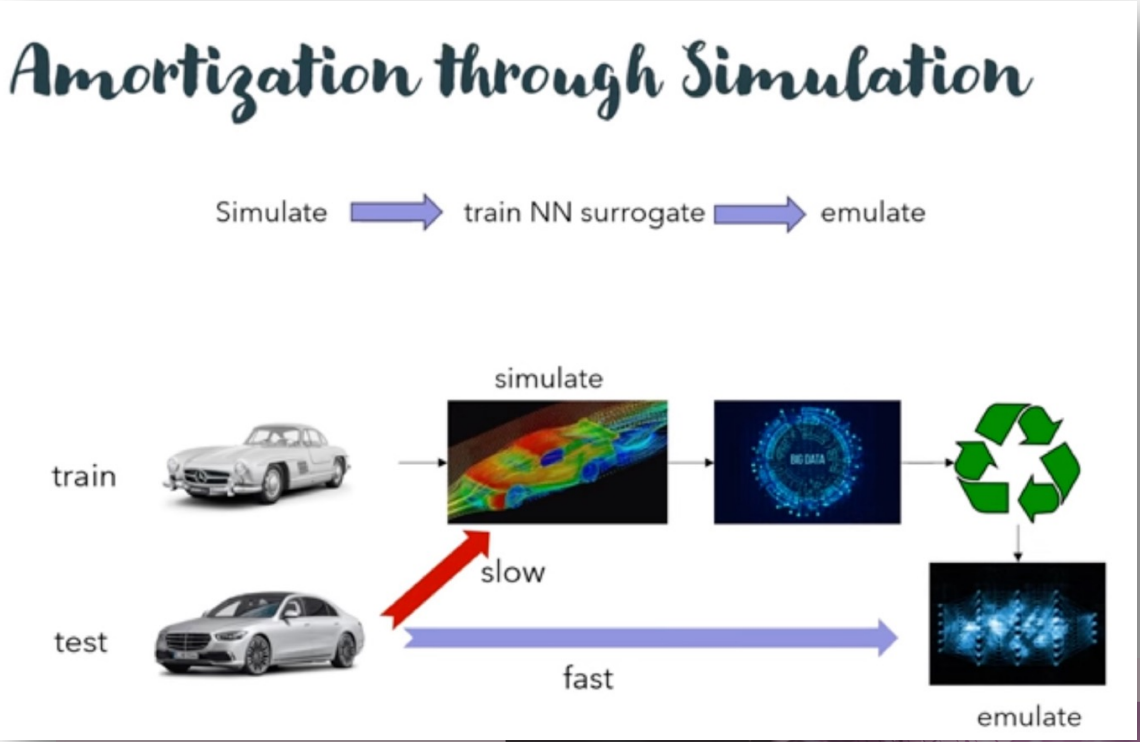 Amortization through Simulation
Simulate train NN surrogate emulate
simulate
train
BIG DATA
slow
test
fast
emulate